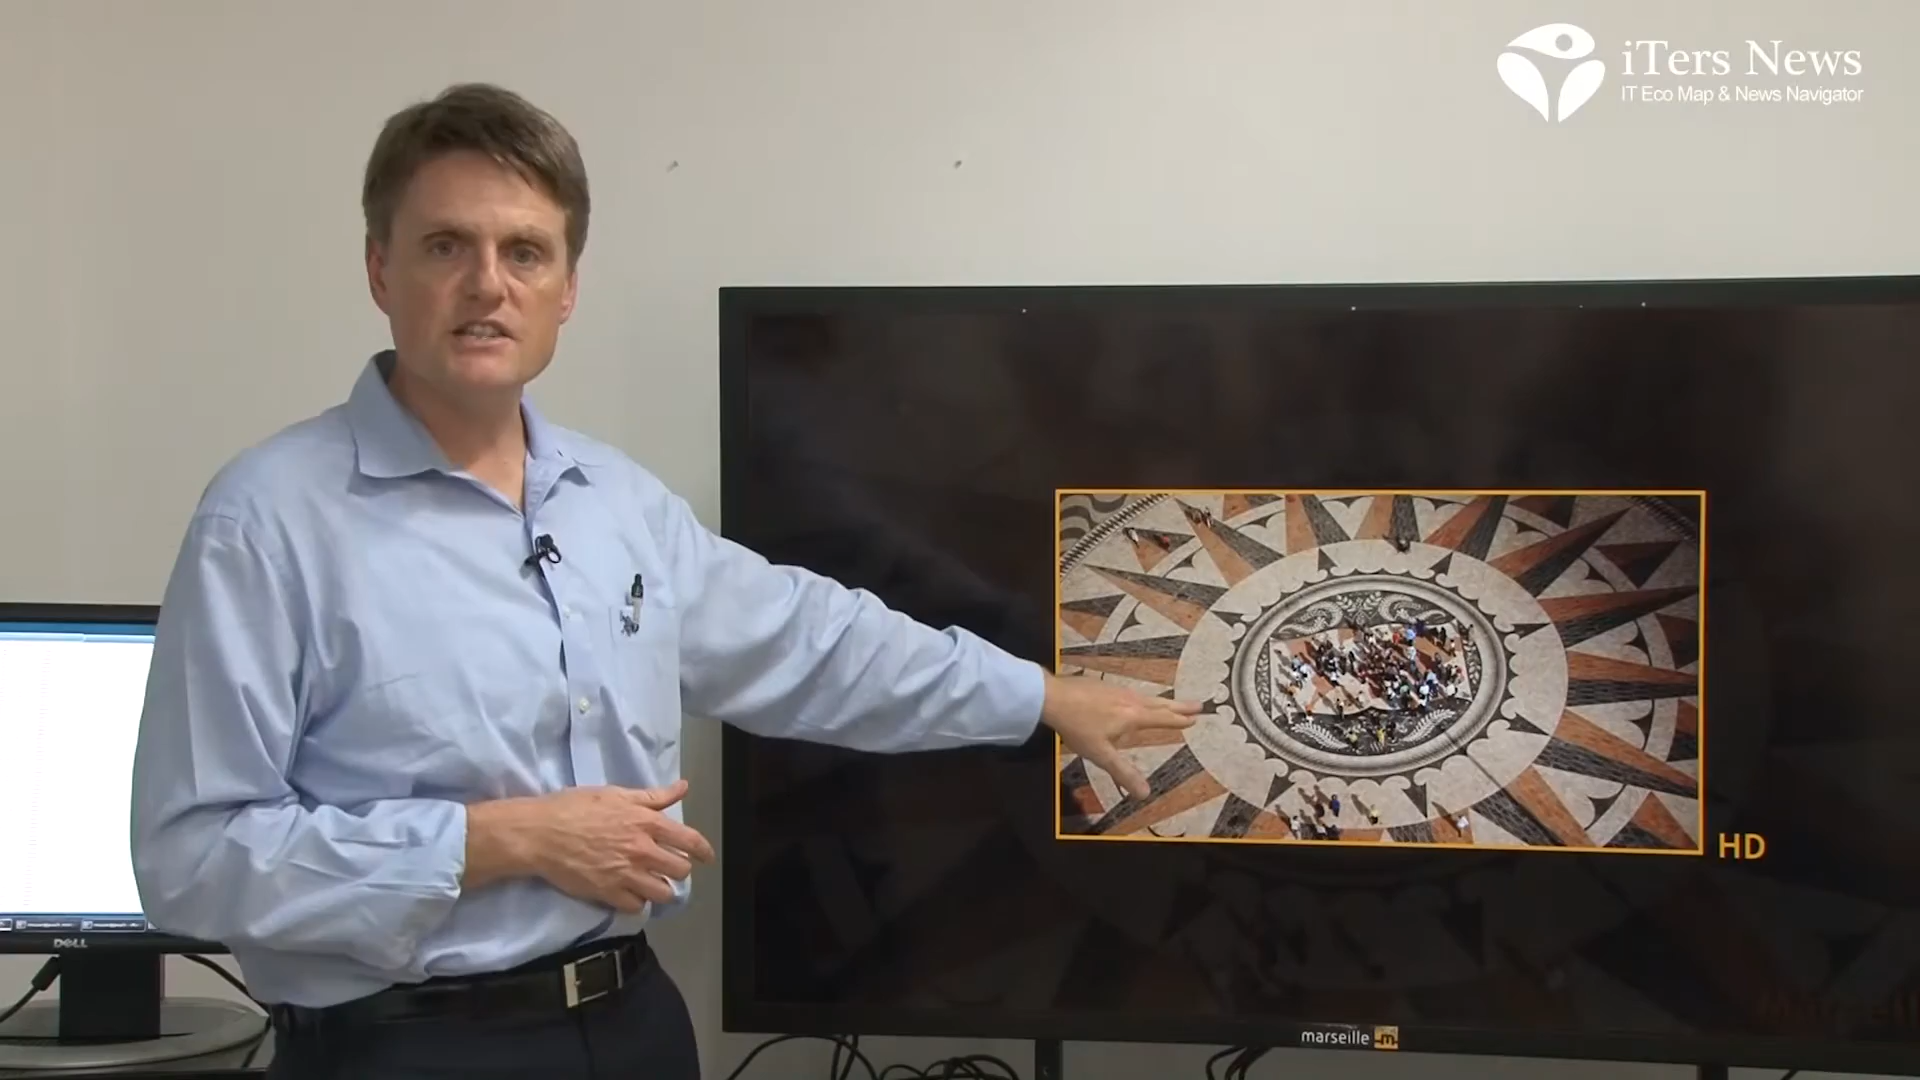 iTers News
IT Eco Map & News Navigator
HD
DELL
marseille m